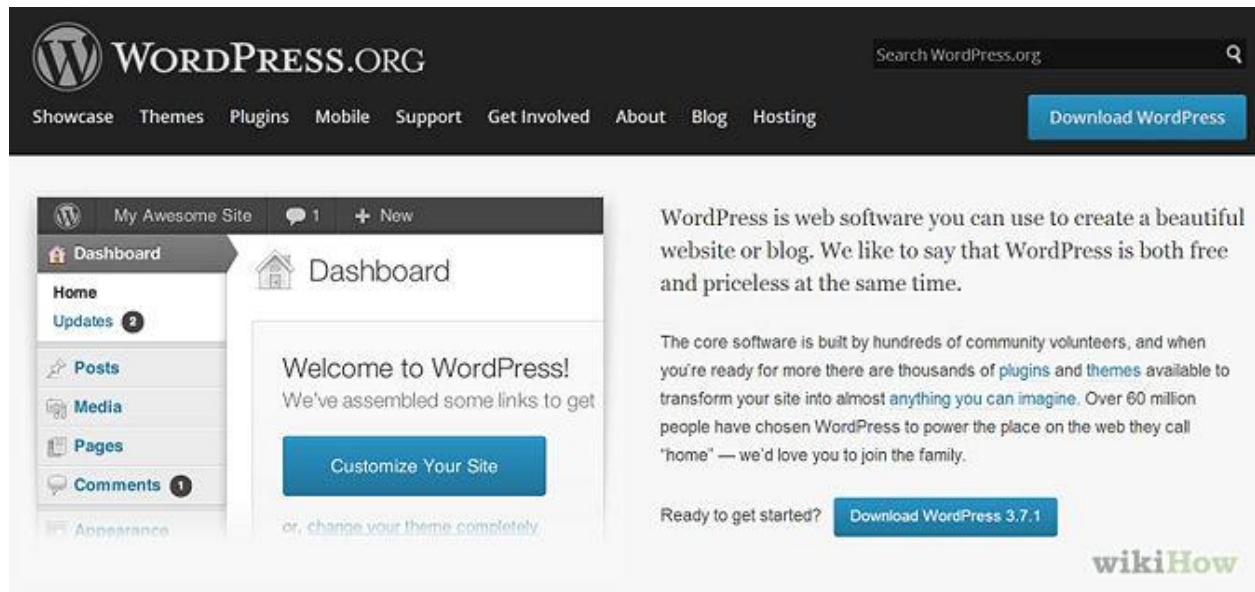 WORDPRESS.ORG
Search WordPress.org
Showcase Themes Plugins Mobile Support Get Involved About Blog Hosting
Download WordPress
My Awesome Site 1 + New
Dashboard
Home
Updates 2
Posts
Media
Pages
Comments 1
Appearance
Dashboard
Welcome to WordPress!
We've assembled some links to get
Customize Your Site
or, change your theme completely
WordPress is web software you can use to create a beautiful
website or blog. We like to say that WordPress is both free
and priceless at the same time.
The core software is built by hundreds of community volunteers, and when
you're ready for more there are thousands of plugins and themes available to
transform your site into almost anything you can imagine. Over 60 million
people have chosen WordPress to power the place on the web they call
"home" — we'd love you to join the family.
Ready to get started? Download WordPress 3.7.1
wikiHow